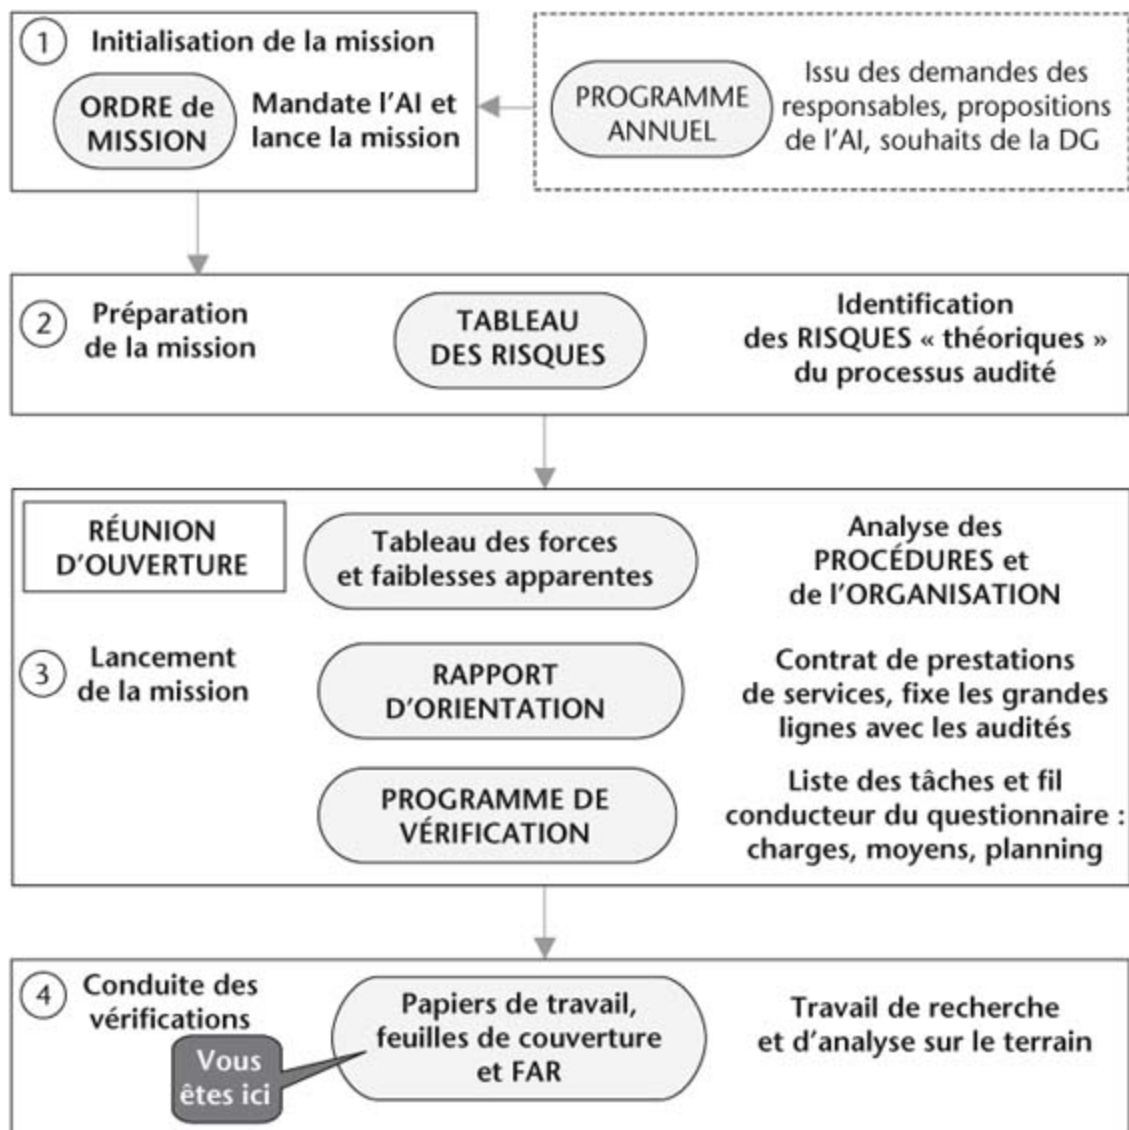 1 Initialisation de la mission
ORDRE de
MISSION
Mandate l'AI et
lance la mission
PROGRAMME
ANNUEL
Issu des demandes des
responsables, propositions
de l'AI, souhaits de la DG
2 Préparation
de la mission
TABLEAU
DES RISQUES
Identification
des RISQUES « théoriques »
du processus audité
RÉUNION
D'OUVERTURE
Tableau des forces
et faiblesses apparentes
Analyse des
PROCÉDURES et
de l'ORGANISATION
3 Lancement
de la mission
RAPPORT
D'ORIENTATION
Contrat de prestations
de services, fixe les grandes
lignes avec les audités
PROGRAMME DE
VÉRIFICATION
Liste des tâches et fil
conducteur du questionnaire :
charges, moyens, planning
4 Conduite des
vérifications
Vous
êtes ici
Papiers de travail,
feuilles de couverture
et FAR
Travail de recherche
et d'analyse sur le terrain